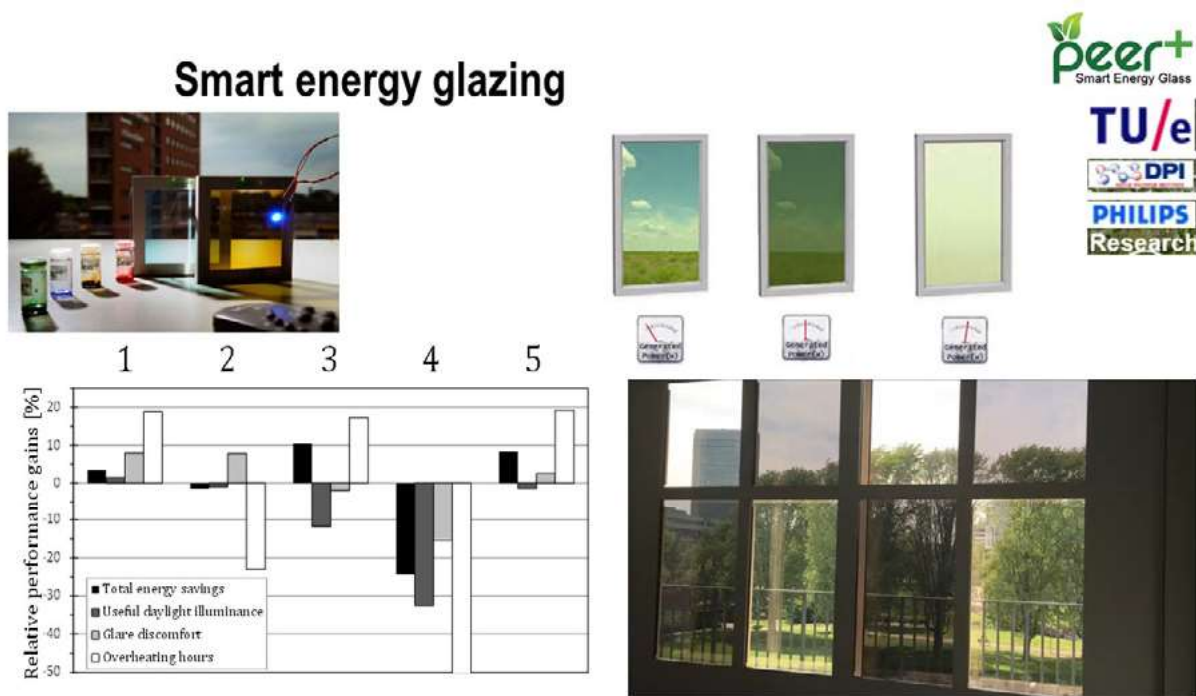 Smart energy glazing
peer+
Smart Energy Glass
TU/e
DPI
PHILIPS
Research
Generated
Power(w)
Generated
Power(w)
Generated
Power(w)
1 2 3 4 5
Relative performance gains [%]
20
10
0
-10
-20
-30
-40
-50
Total energy savings
Useful daylight illuminance
Glare discomfort
Overheating hours